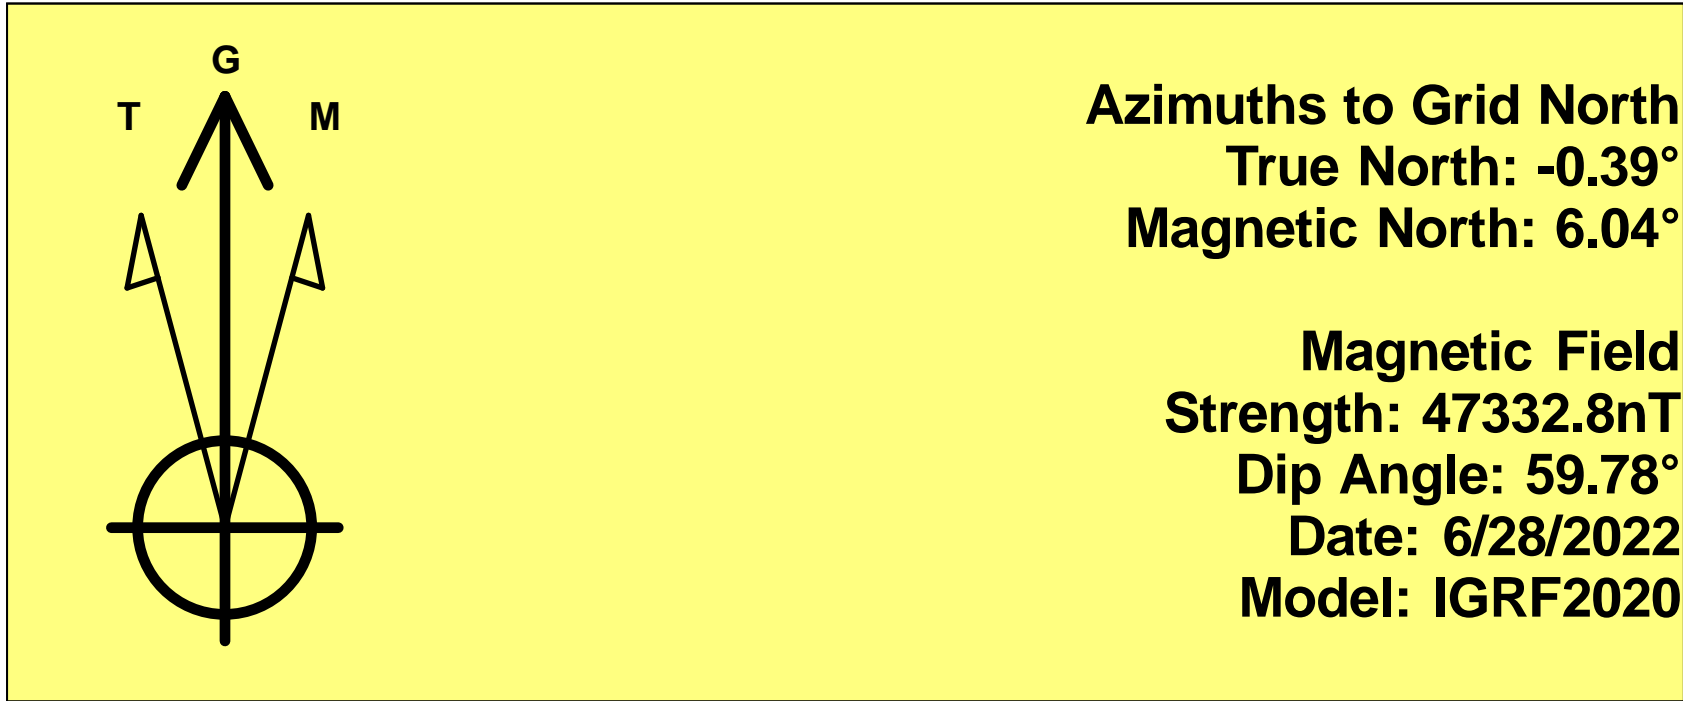 G
T M
Azimuths to Grid North
True North: -0.39°
Magnetic North: 6.04°
Magnetic Field
Strength: 47332.8nT
Dip Angle: 59.78°
Date: 6/28/2022
Model: IGRF2020